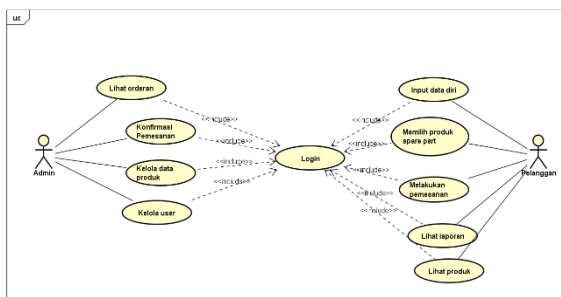 uc
Lihat orderan
Input data diri
<<include>>
<<include>>
Konfirmasi
Pemesanan
Memilih produk
spare part
<<include>>
<<include>>
Login
Admin
Pelanggan
Kelola data
produk
<<include>>
<<include>>
Melakukan
pemesanan
Kelola user
<<include>>
<<include>>
<<include>>
Lihat laporan
Lihat produk